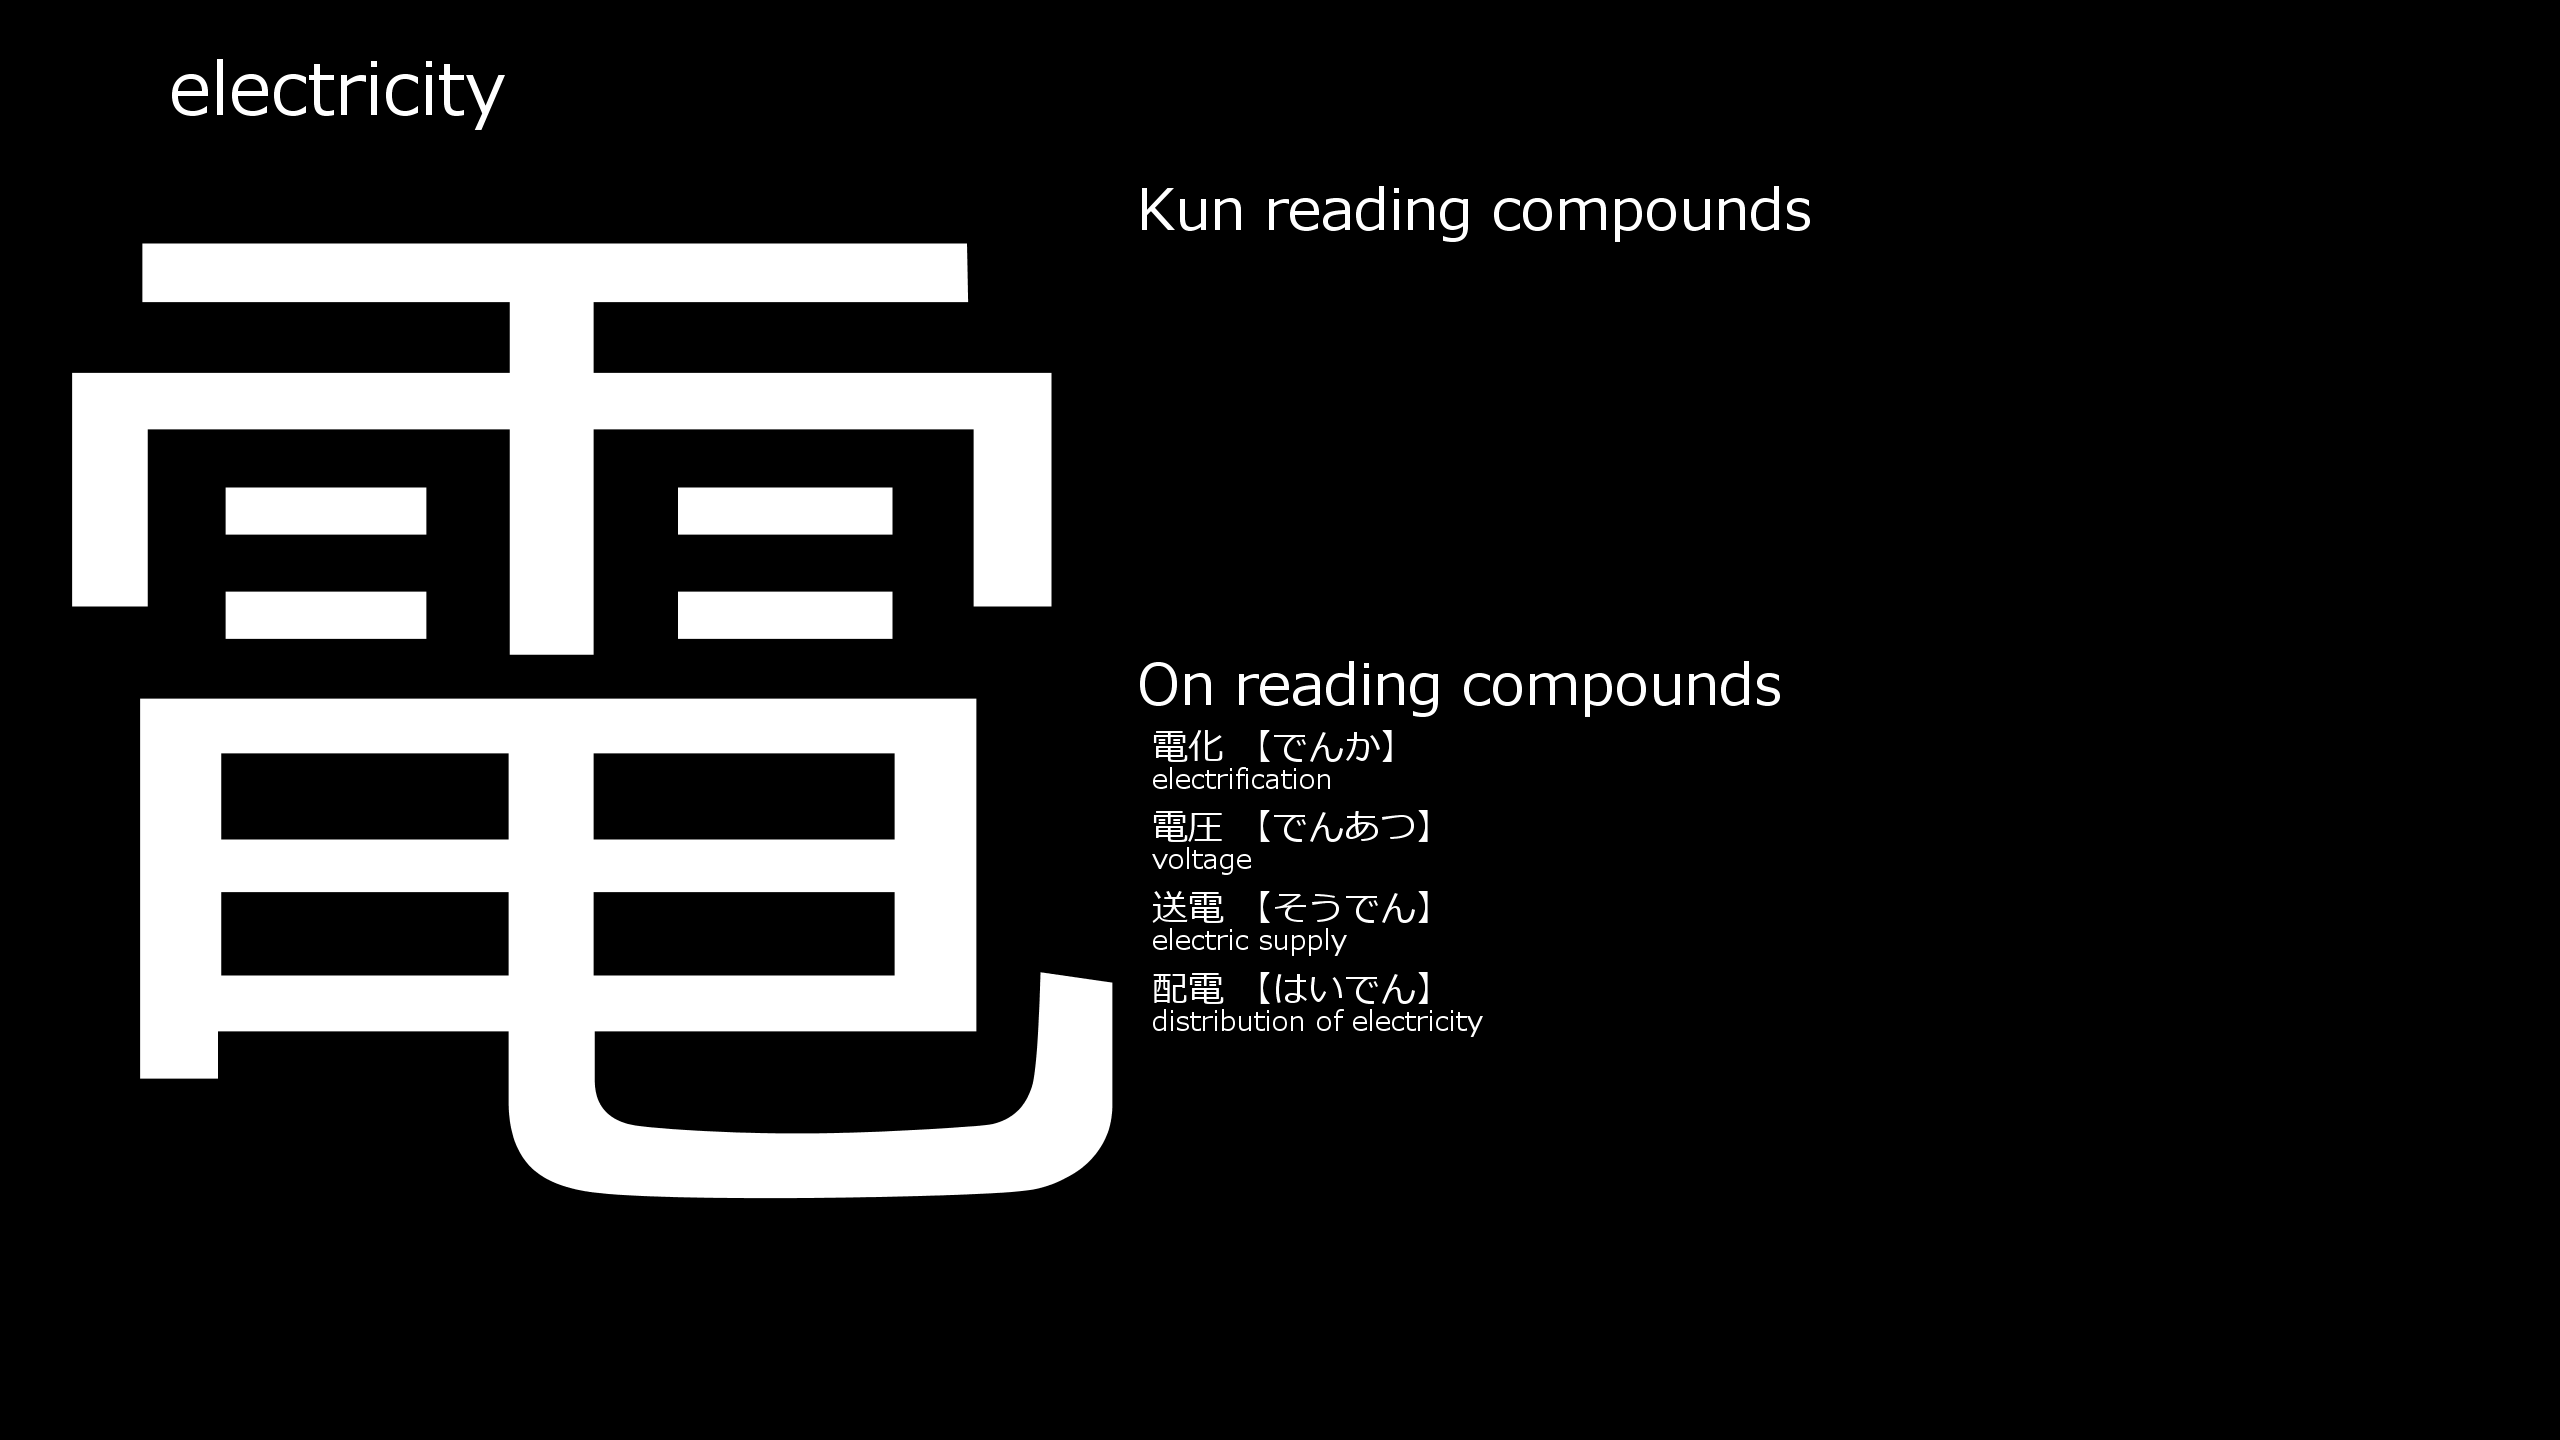 electricity
電
Kun reading compounds
On reading compounds
電化 【でんか】
electrification
電圧 【でんあつ】
voltage
送電 【そうでん】
electric supply
配電 【はいでん】
distribution of electricity